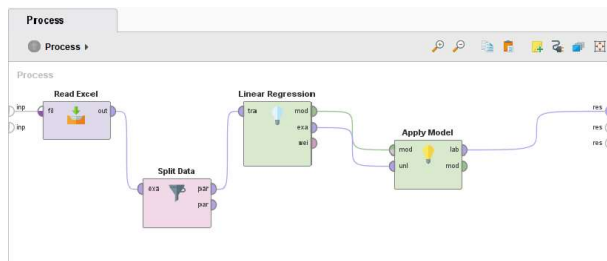 Process
Process
Process
inp
inp
Read Excel
fil
out
Split Data
exa
par
par
Linear Regression
tra
mod
exa
wei
Apply Model
mod
lab
unl
mod
res
res
res